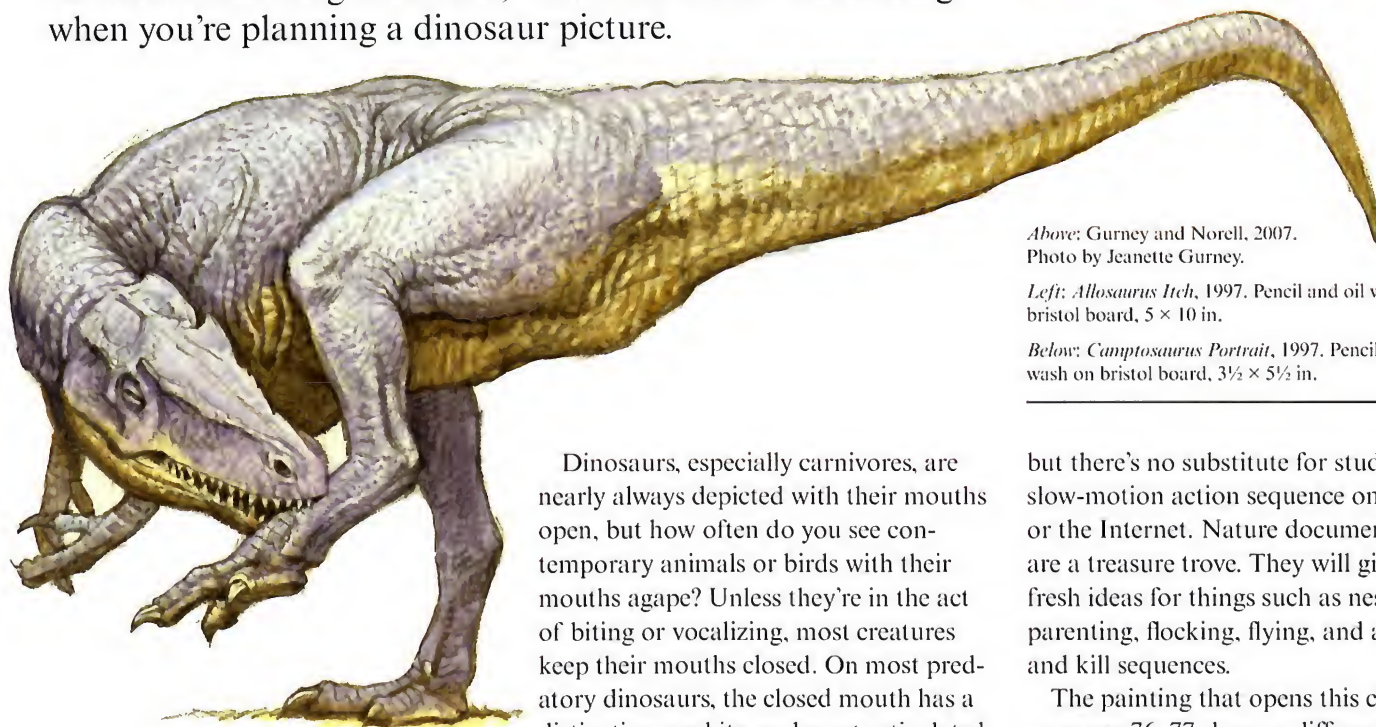 when you're planning a dinosaur picture.
Above: Gurney and Norell, 2007.
Photo by Jeanette Gurney.
Left: Allosaurus Itch, 1997. Pencil and oil
bristol board, 5 × 10 in.
Below: Camptosaurus Portrait, 1997. Pencil
wash on bristol board, 3½ × 5½ in.
Dinosaurs, especially carnivores, are
nearly always depicted with their mouths
open, but how often do you see con-
temporary animals or birds with their
mouths agape? Unless they're in the act
of biting or vocalizing, most creatures
keep their mouths closed. On most pred-
atory dinosaurs, the closed mouth has a
but there's no substitute for
slow-motion action sequence
or the Internet. Nature
are a treasure trove. They will
fresh ideas for things such as
parenting, flocking, flying, and
and kill sequences.
The painting that opens this